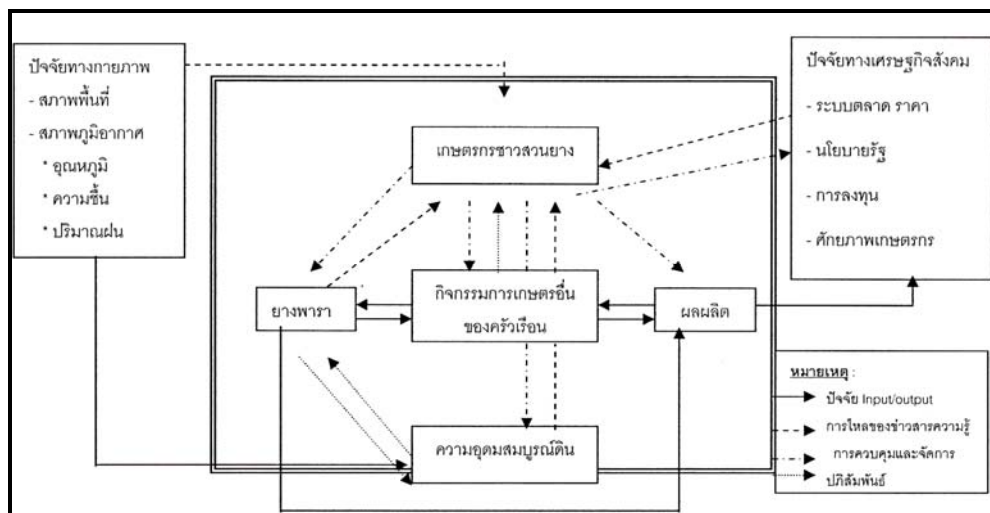 ปัจจัยทางกายภาพ
- สภาพพื้นที่
- สภาพภูมิอากาศ
* อุณหภูมิ
* ความชื้น
* ปริมาณฝน
เกษตรกรชาวสวนยาง
ปัจจัยทางเศรษฐกิจสังคม
- ระบบตลาด ราคา
- นโยบายรัฐ
- การลงทุน
- ศักยภาพเกษตรกร
ยางพารา
กิจกรรมการเกษตรอื่น
ของครัวเรือน
ผลผลิต
ความอุดมสมบูรณ์ดิน
หมายเหตุ :
ปัจจัย Input/output
การไหลของข่าวสารความรู้
การควบคุมและจัดการ
ปฏิสัมพันธ์